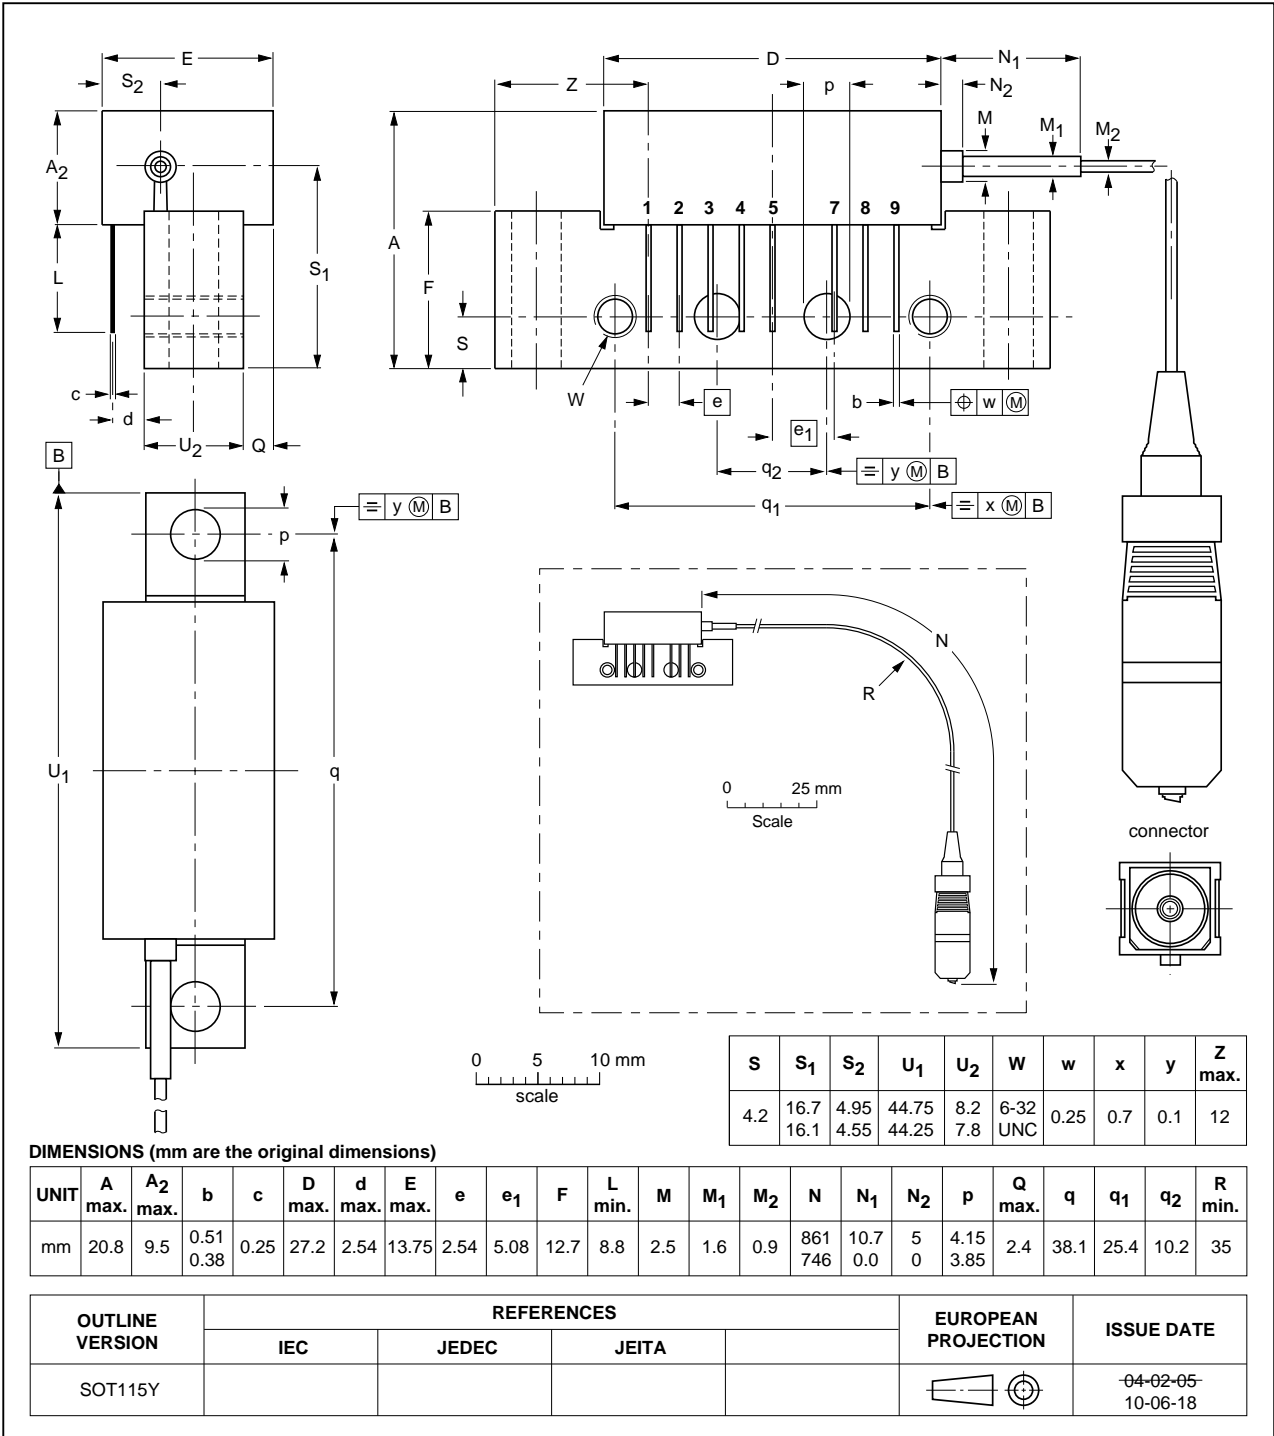 E
S2
A2
L
S1
c
d
U2
Q
D
N1
Z
p
N2
M
M1
M2
A
F
S
1 2 3 4 5 7 8 9
W
e
b
w M
e1
q2
y M B
q1
x M B
B
y M B
p
U1
q
N
R
0 25 mm
Scale
connector
0 5 10 mm
scale
S S1 S2 U1 U2 W w x y Z max.
4.2 16.7 4.95 44.75 8.2 6-32 0.25 0.7 0.1 12
16.1 4.55 44.25 7.8 UNC
DIMENSIONS (mm are the original dimensions)
UNIT A max. A2 max. b c D max. d max. E max. e e1 F L min. M M1 M2 N N1 N2 p Q max. q q1 q2 R min.
mm 20.8 9.5 0.51 0.25 27.2 2.54 13.75 2.54 5.08 12.7 8.8 2.5 1.6 0.9 861 10.7 5 4.15 2.4 38.1 25.4 10.2 35
0.38 746 0.0 0 3.85
OUTLINE VERSION
REFERENCES
IEC JEDEC JEITA
EUROPEAN PROJECTION
ISSUE DATE
SOT115Y
04-02-05
10-06-18